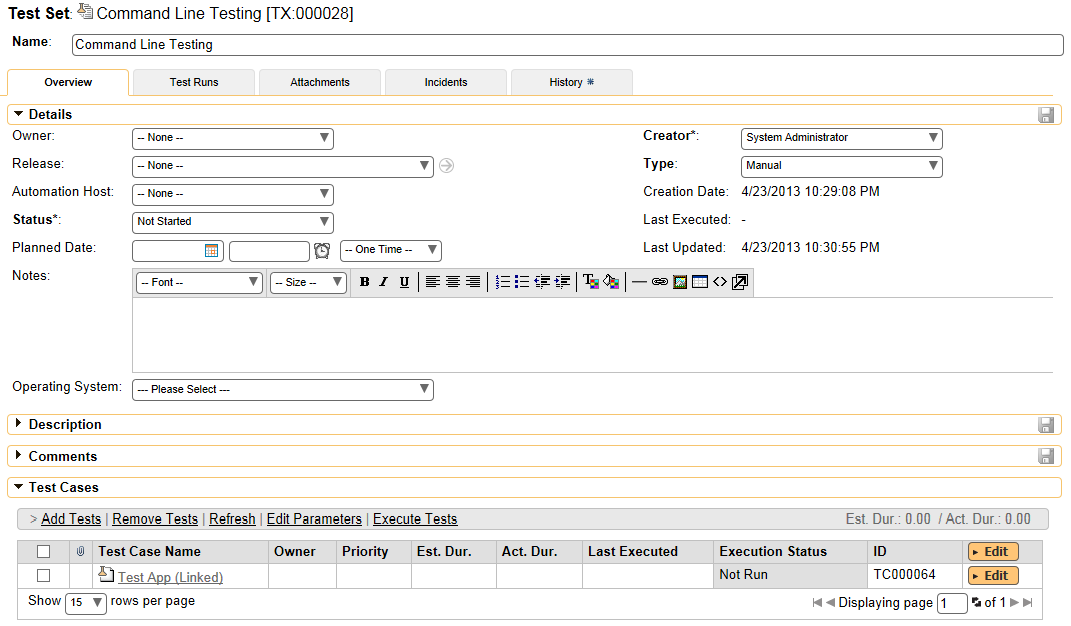 Test Set: Command Line Testing [TX:000028]
Name: Command Line Testing
Overview Test Runs Attachments Incidents History *
Details
Owner: -- None -- Creator*: System Administrator
Release: -- None -- Type: Manual
Automation Host: -- None -- Creation Date: 4/23/2013 10:29:08 PM
Status*: Not Started Last Executed: -
Planned Date: -- One Time -- Last Updated: 4/23/2013 10:30:55 PM
Notes: -- Font -- -- Size -- B I U
Operating System: --- Please Select ---
Description
Comments
Test Cases
> Add Tests | Remove Tests | Refresh | Edit Parameters | Execute Tests Est. Dur.: 0.00 / Act. Dur.: 0.00
Test Case Name Owner Priority Est. Dur. Act. Dur. Last Executed Execution Status ID Edit
Test App (Linked) Not Run TC000064 Edit
Show 15 rows per page Displaying page 1 of 1